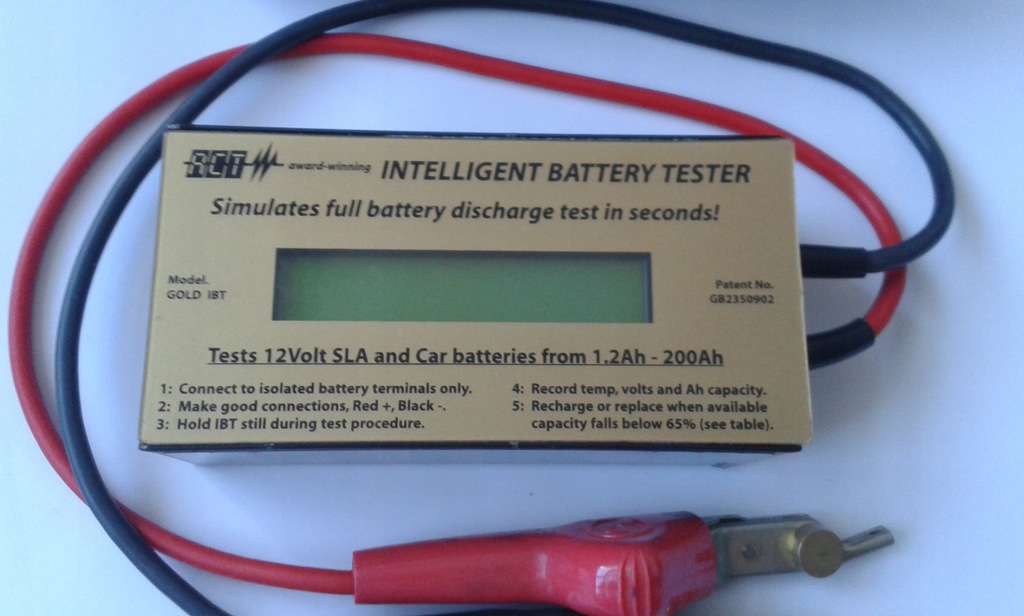 ACT award-winning INTELLIGENT BATTERY TESTER
Simulates full battery discharge test in seconds!
Model.
GOLD IBT
Patent No.
GB2350902
Tests 12Volt SLA and Car batteries from 1.2Ah - 200Ah
1: Connect to isolated battery terminals only.
2: Make good connections, Red +, Black -.
3: Hold IBT still during test procedure.
4: Record temp, volts and Ah capacity.
5: Recharge or replace when available
capacity falls below 65% (see table).